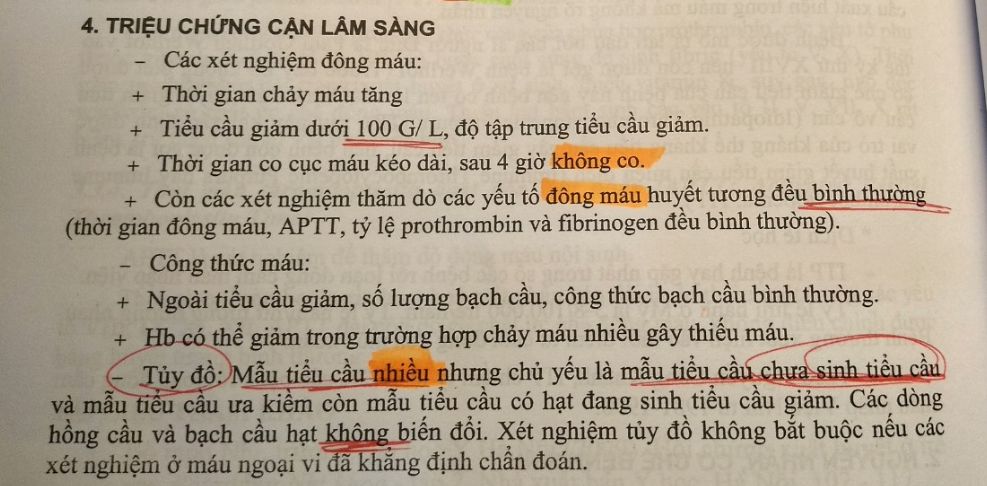 4. TRIỆU CHỨNG CẬN LÂM SÀNG
- Các xét nghiệm đông máu:
+ Thời gian chảy máu tăng
+ Tiểu cầu giảm dưới 100 G/ L, độ tập trung tiểu cầu giảm.
+ Thời gian co cục máu kéo dài, sau 4 giờ không co.
+ Còn các xét nghiệm thăm dò các yếu tố đông máu huyết tương đều bình thường
(thời gian đông máu, APTT, tỷ lệ prothrombin và fibrinogen đều bình thường).
- Công thức máu:
+ Ngoài tiểu cầu giảm, số lượng bạch cầu, công thức bạch cầu bình thường.
+ Hb có thể giảm trong trường hợp chảy máu nhiều gây thiếu máu.
- Tủy đồ: Mẫu tiểu cầu nhiều nhưng chủ yếu là mẫu tiểu cầu chưa sinh tiểu cầu
và mẫu tiểu cầu ưa kiềm còn mẫu tiểu cầu có hạt đang sinh tiểu cầu giảm. Các dòng
hồng cầu và bạch cầu hạt không biến đổi. Xét nghiệm tủy đồ không bắt buộc nếu các
xét nghiệm ở máu ngoại vi đã khẳng định chẩn đoán.